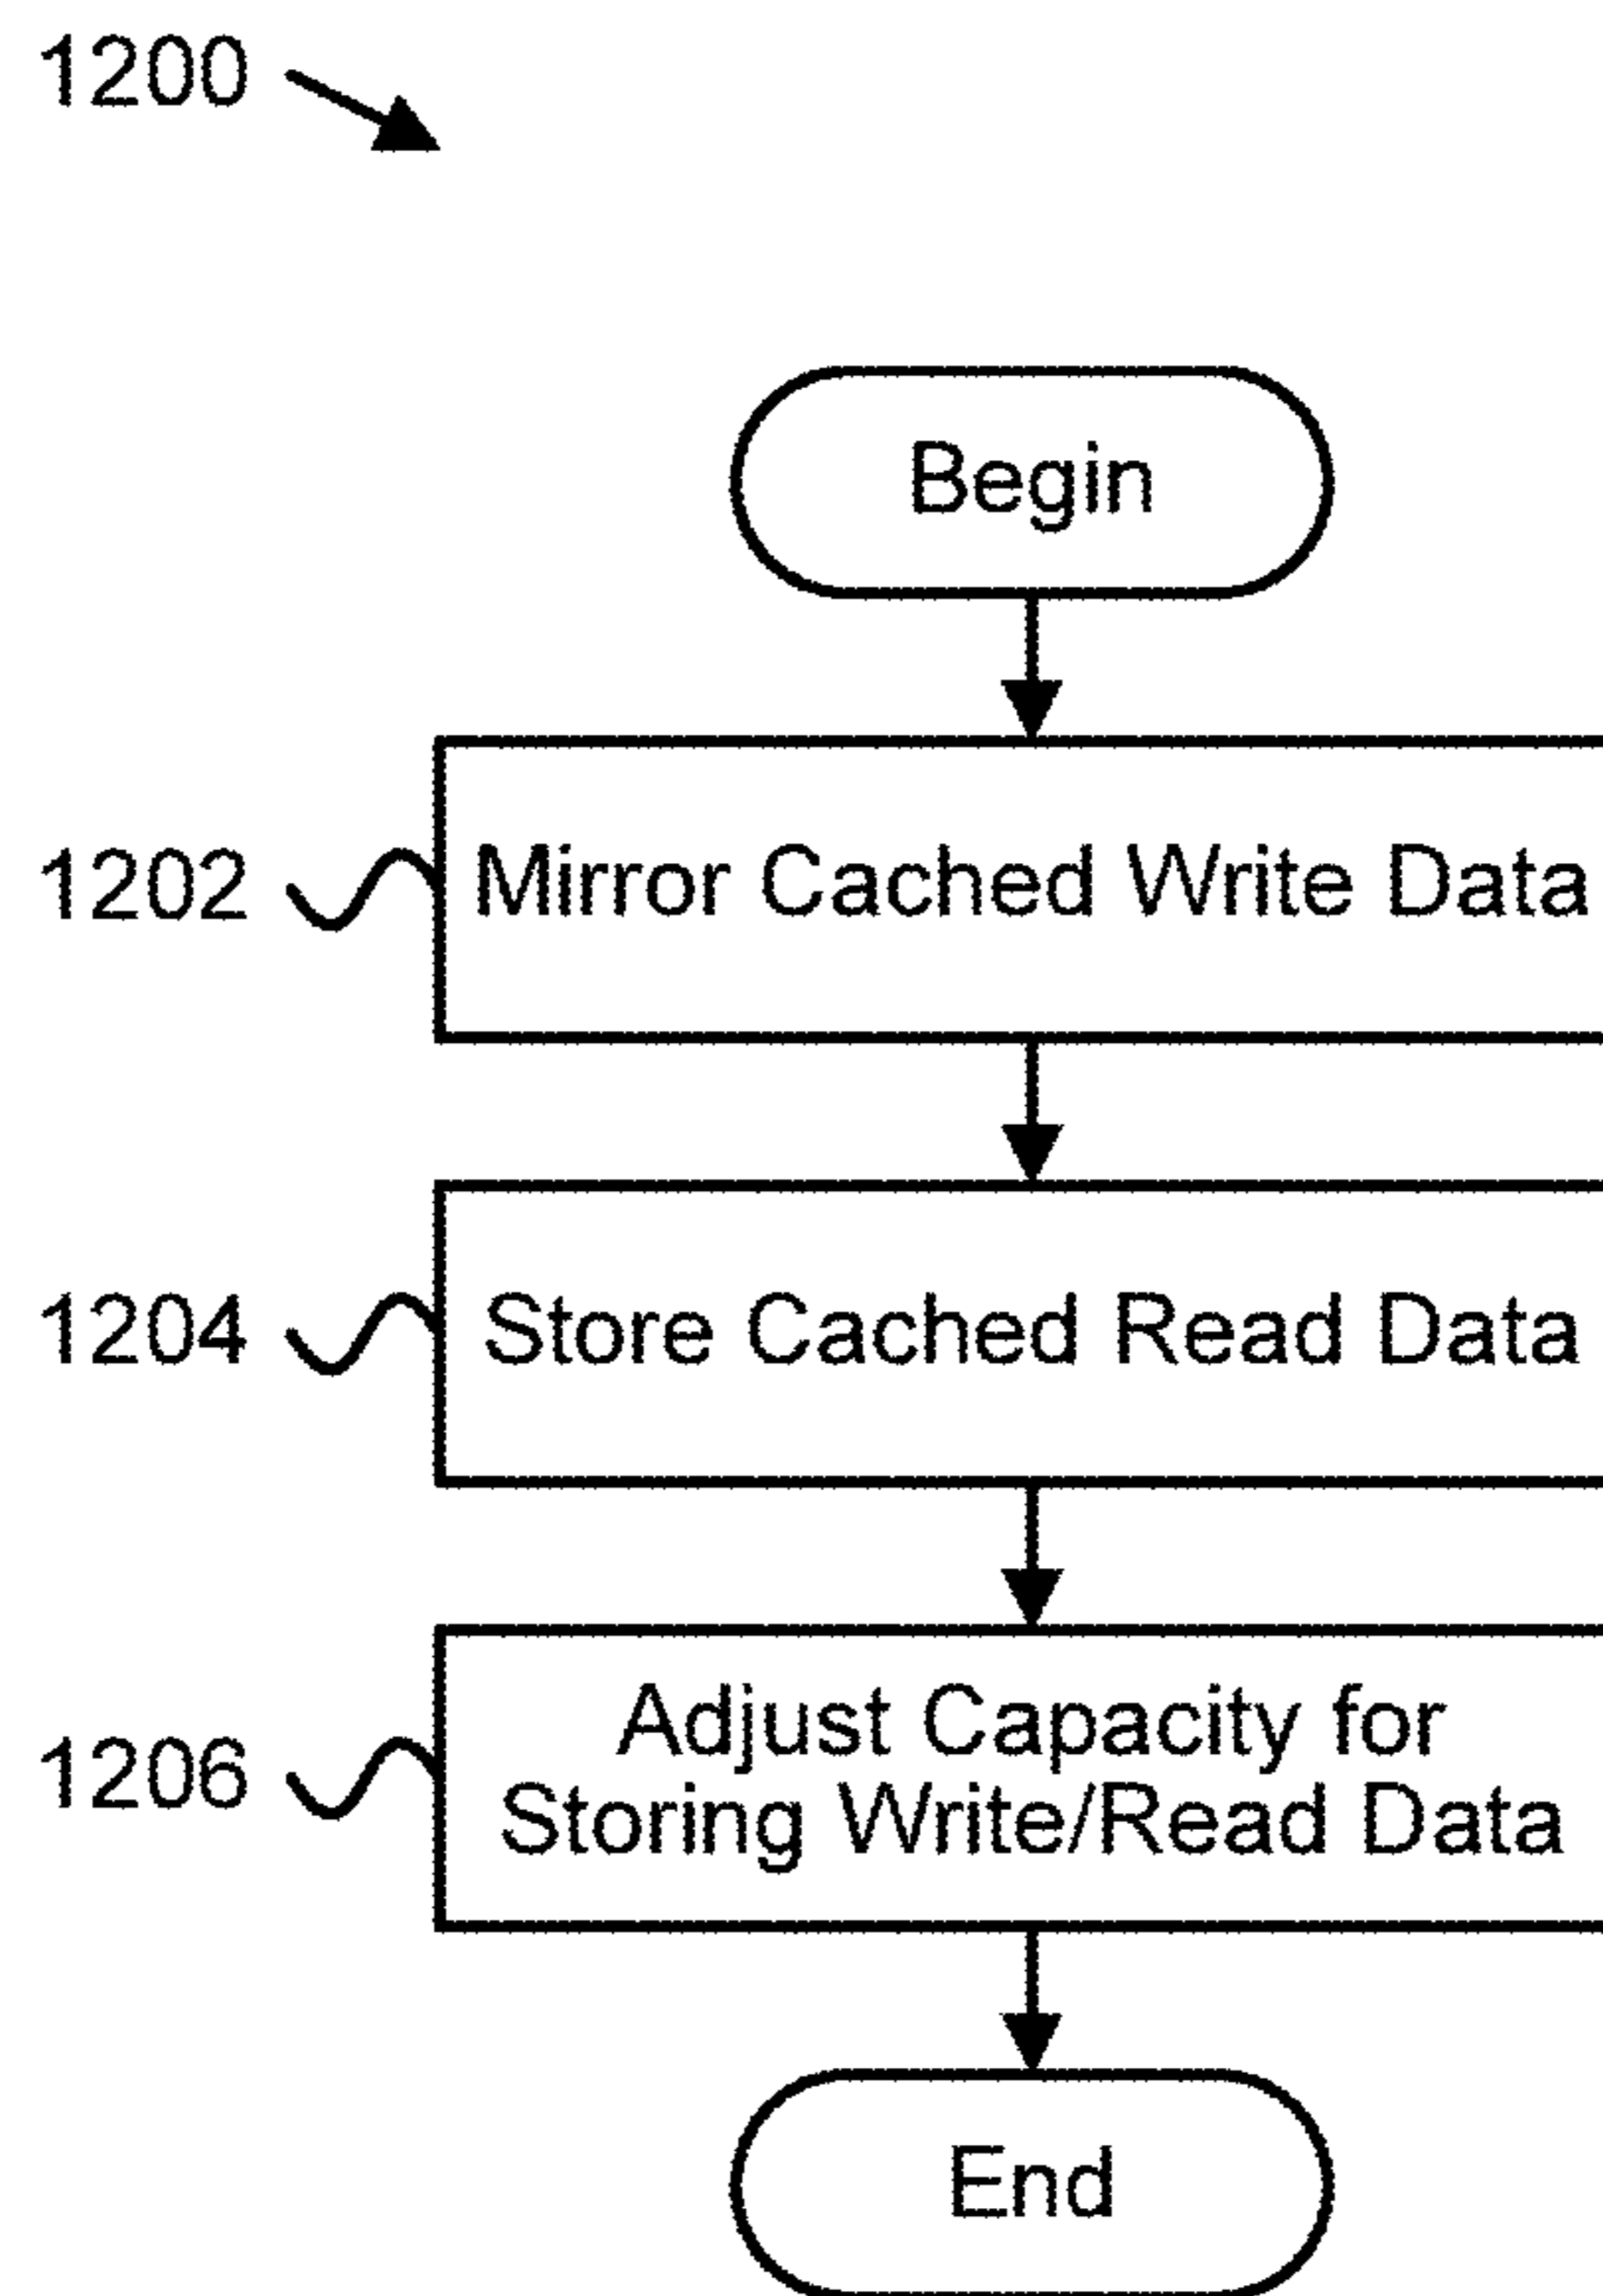 1200
Begin
1202
Mirror Cached Write Data
1204
Store Cached Read Data
1206
Adjust Capacity for
Storing Write/Read Data
End